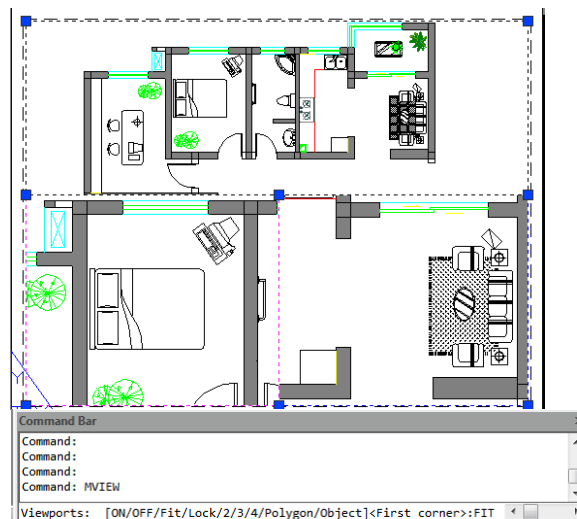 Command Bar
Command:
Command:
Command:
Command: MVIEW
Viewports: [ON/OFF/Fit/Lock/2/3/4/Polygon/Object]<First corner>:FIT